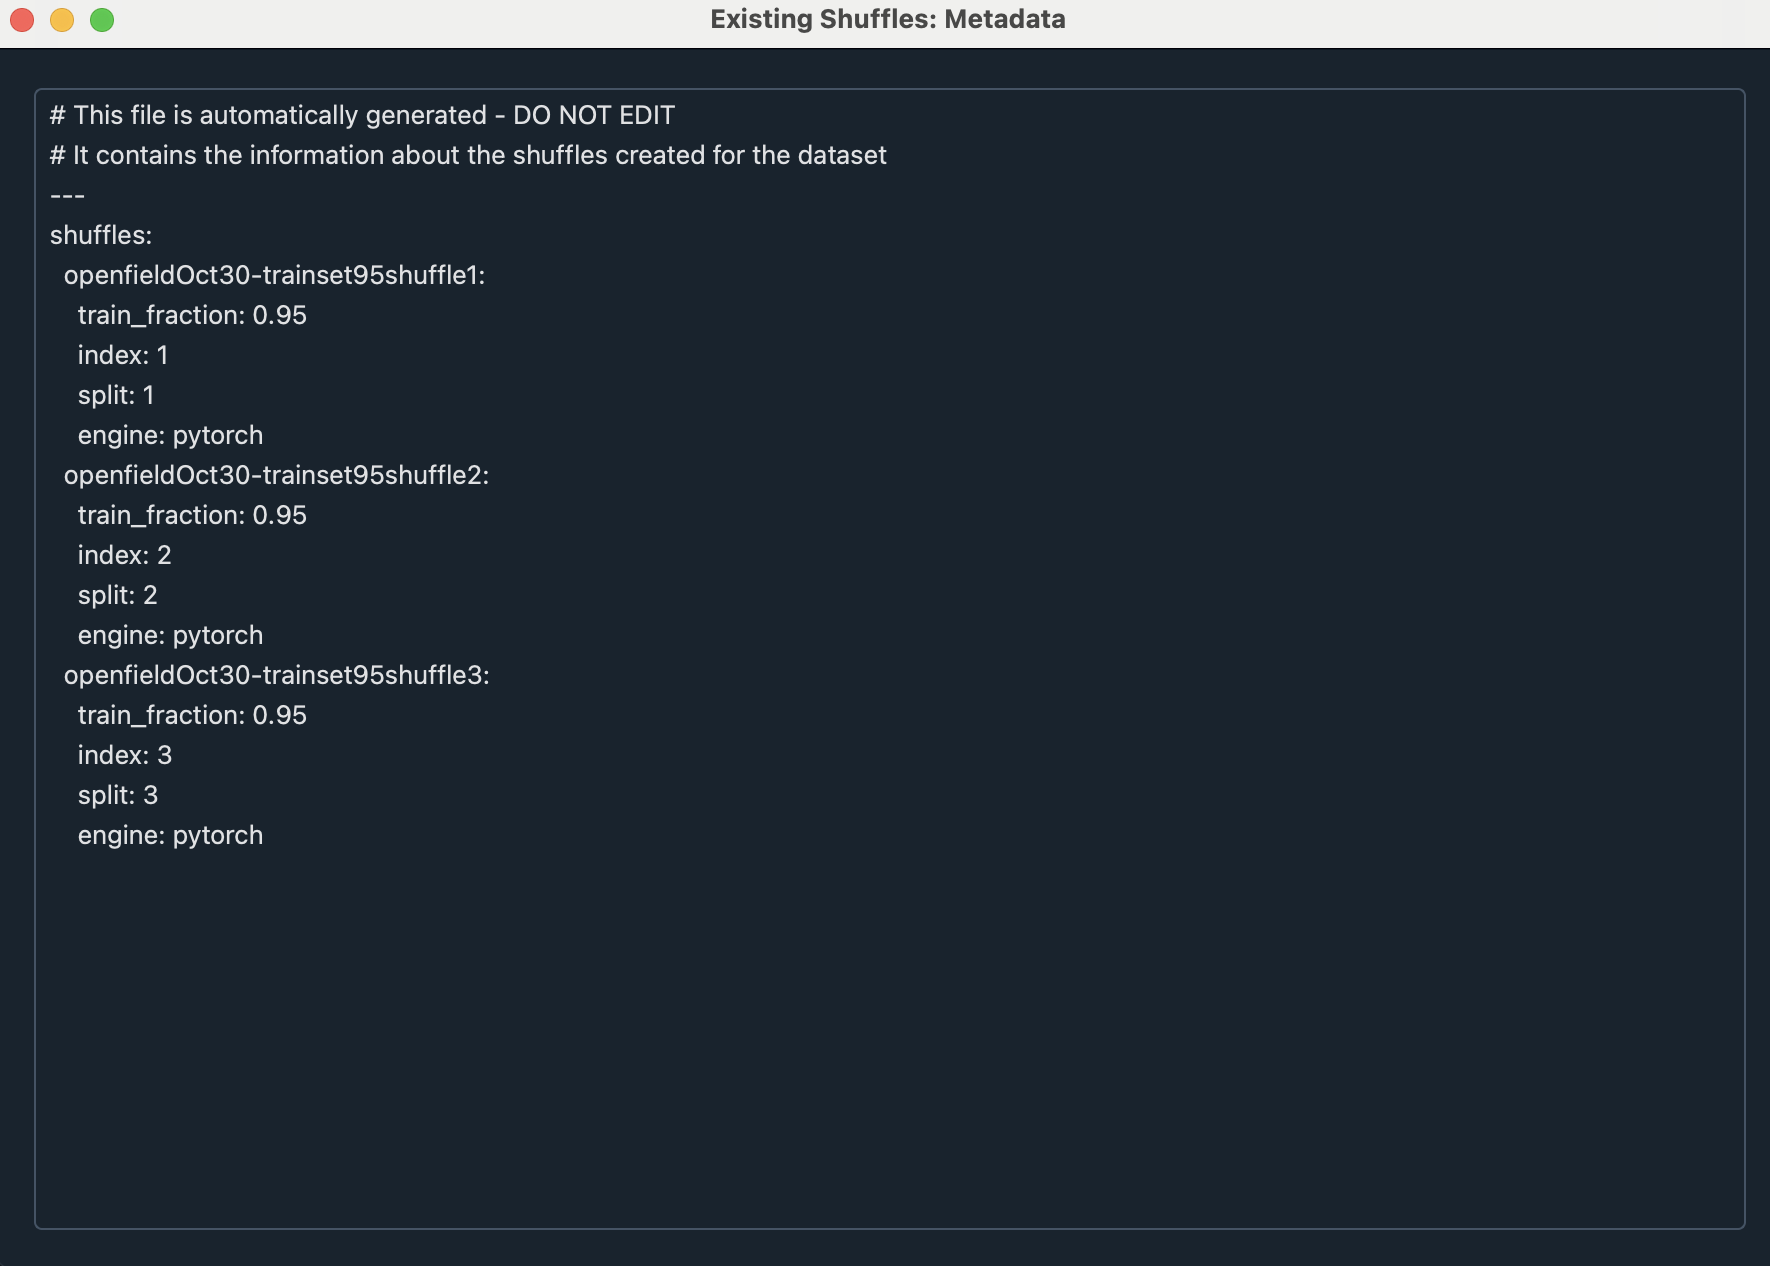 Existing Shuffles: Metadata
# This file is automatically generated - DO NOT EDIT
# It contains the information about the shuffles created for the dataset
---
shuffles:
  openfieldOct30-trainset95shuffle1:
    train_fraction: 0.95
    index: 1
    split: 1
    engine: pytorch
  openfieldOct30-trainset95shuffle2:
    train_fraction: 0.95
    index: 2
    split: 2
    engine: pytorch
  openfieldOct30-trainset95shuffle3:
    train_fraction: 0.95
    index: 3
    split: 3
    engine: pytorch